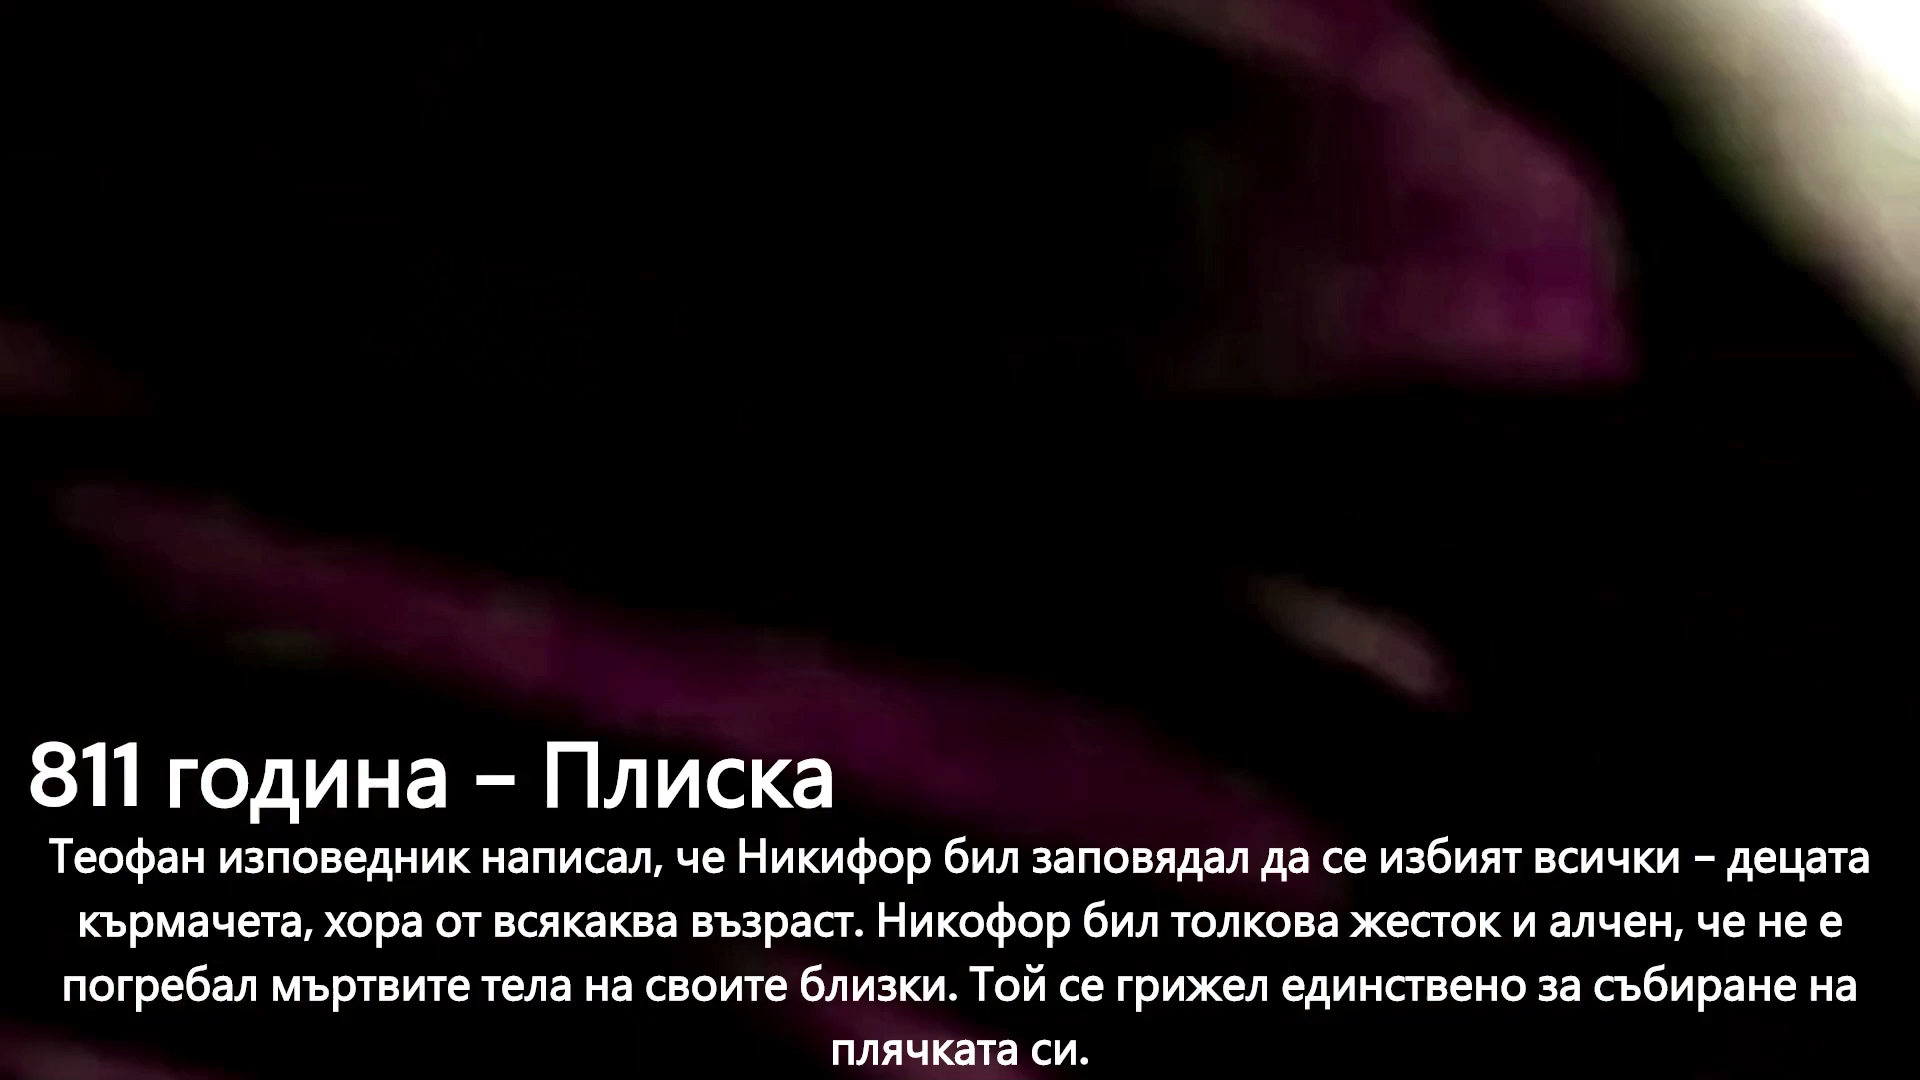 811 година – Плиска
Теофан изповедник написал, че Никифор бил заповядал да се избият всички – децата
кърмачета, хора от всякаква възраст. Никофор бил толкова жесток и алчен, че не е
погребал мъртвите тела на своите близки. Той се грижел единствено за събиране на
плячката си.